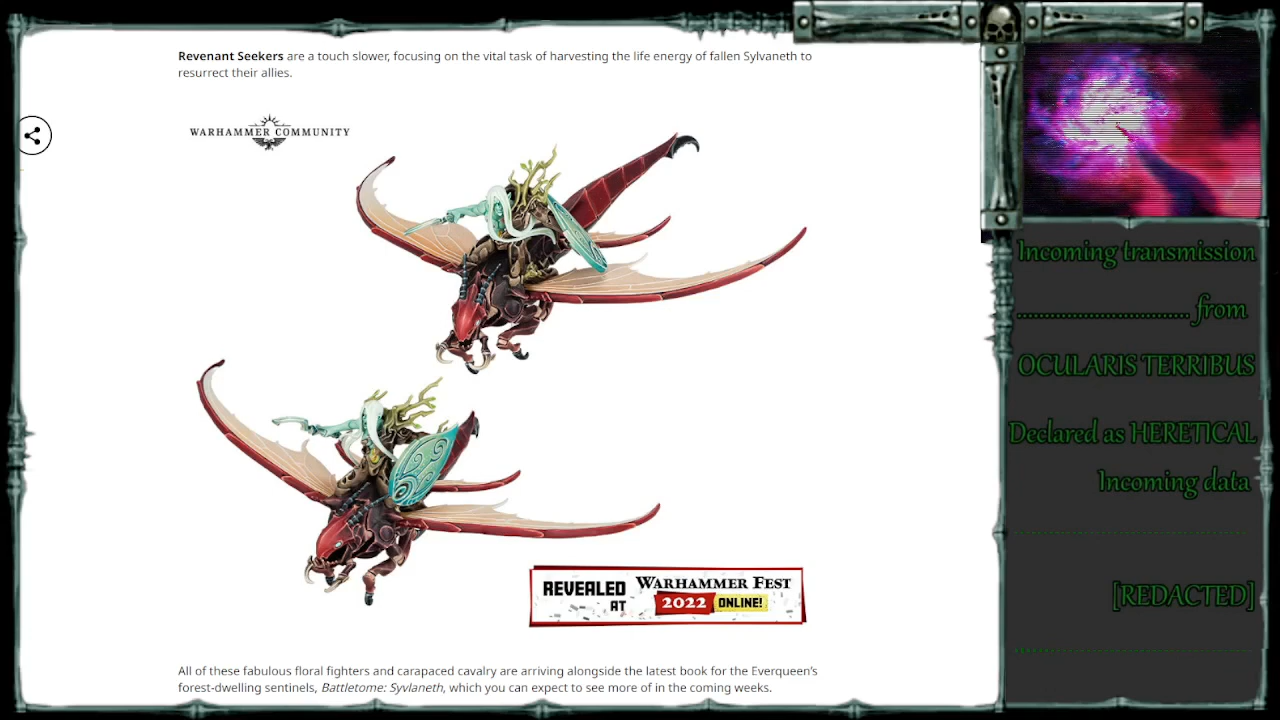 Revenant Seekers are a touch slower, focusing on the vital task of harvesting the life energy of fallen Sylvaneth to
resurrect their allies.
WARHAMMER COMMUNITY
REVEALED
AT
WARHAMMER FEST
2022 ONLINE!
All of these fabulous floral fighters and carapaced cavalry are arriving alongside the latest book for the Everqueen's
forest-dwelling sentinels, Battletome: Syvlaneth, which you can expect to see more of in the coming weeks.
Incoming transmission
................................ from
OCULARIS TERRIBUS
Declared as HERETICAL
Incoming data
[REDACTED]